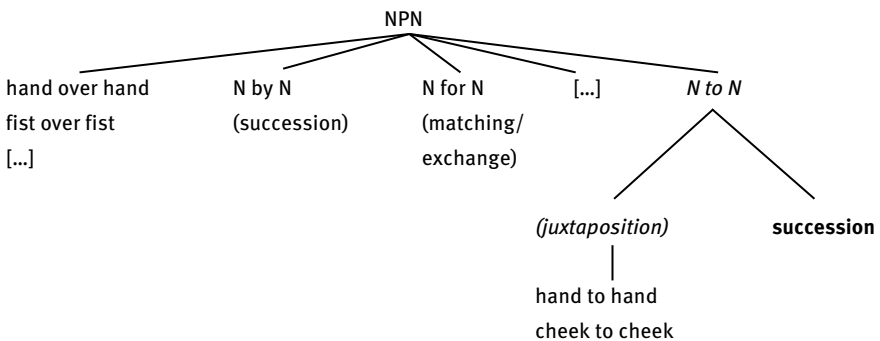 NPN
hand over hand
fist over fist
[...]
N by N
(succession)
N for N
(matching/
exchange)
[...]
N to N
(juxtaposition)
hand to hand
cheek to cheek
succession